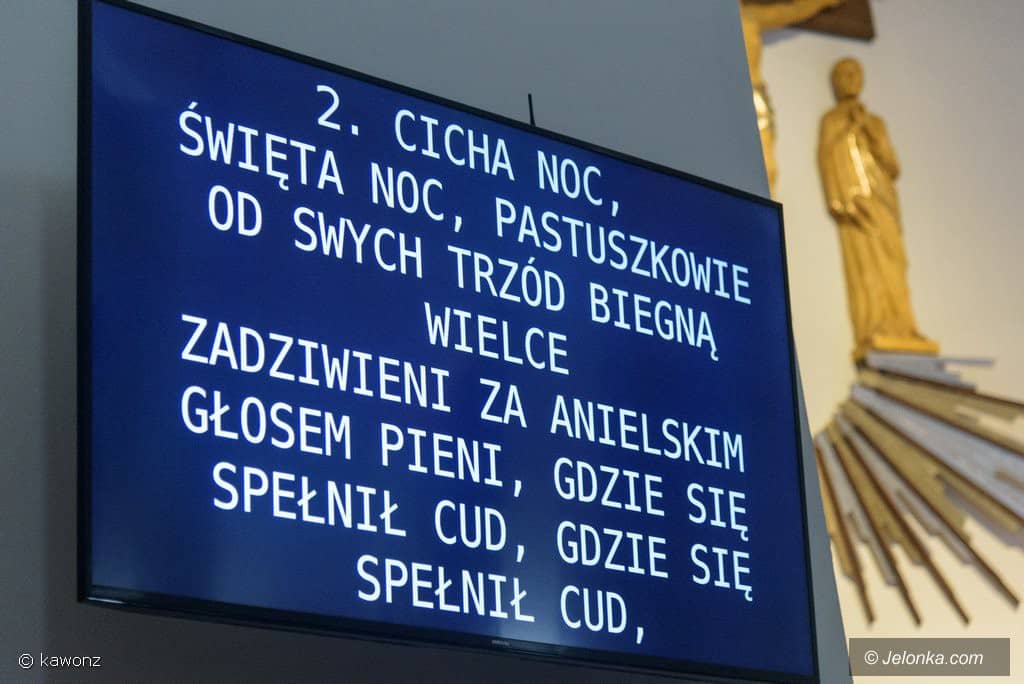 2. CICHA NOC,
ŚWIĘTA NOC, PASTUSZKOWIE
OD SWYCH TRZÓD BIEGNĄ
WIELCE
ZADZIWIENI ZA ANIELSKIM
GŁOSEM PIENI, GDZIE SIĘ
SPEŁNIŁ CUD, GDZIE SIĘ
SPEŁNIŁ CUD,
© kawonz
© Jelonka.com